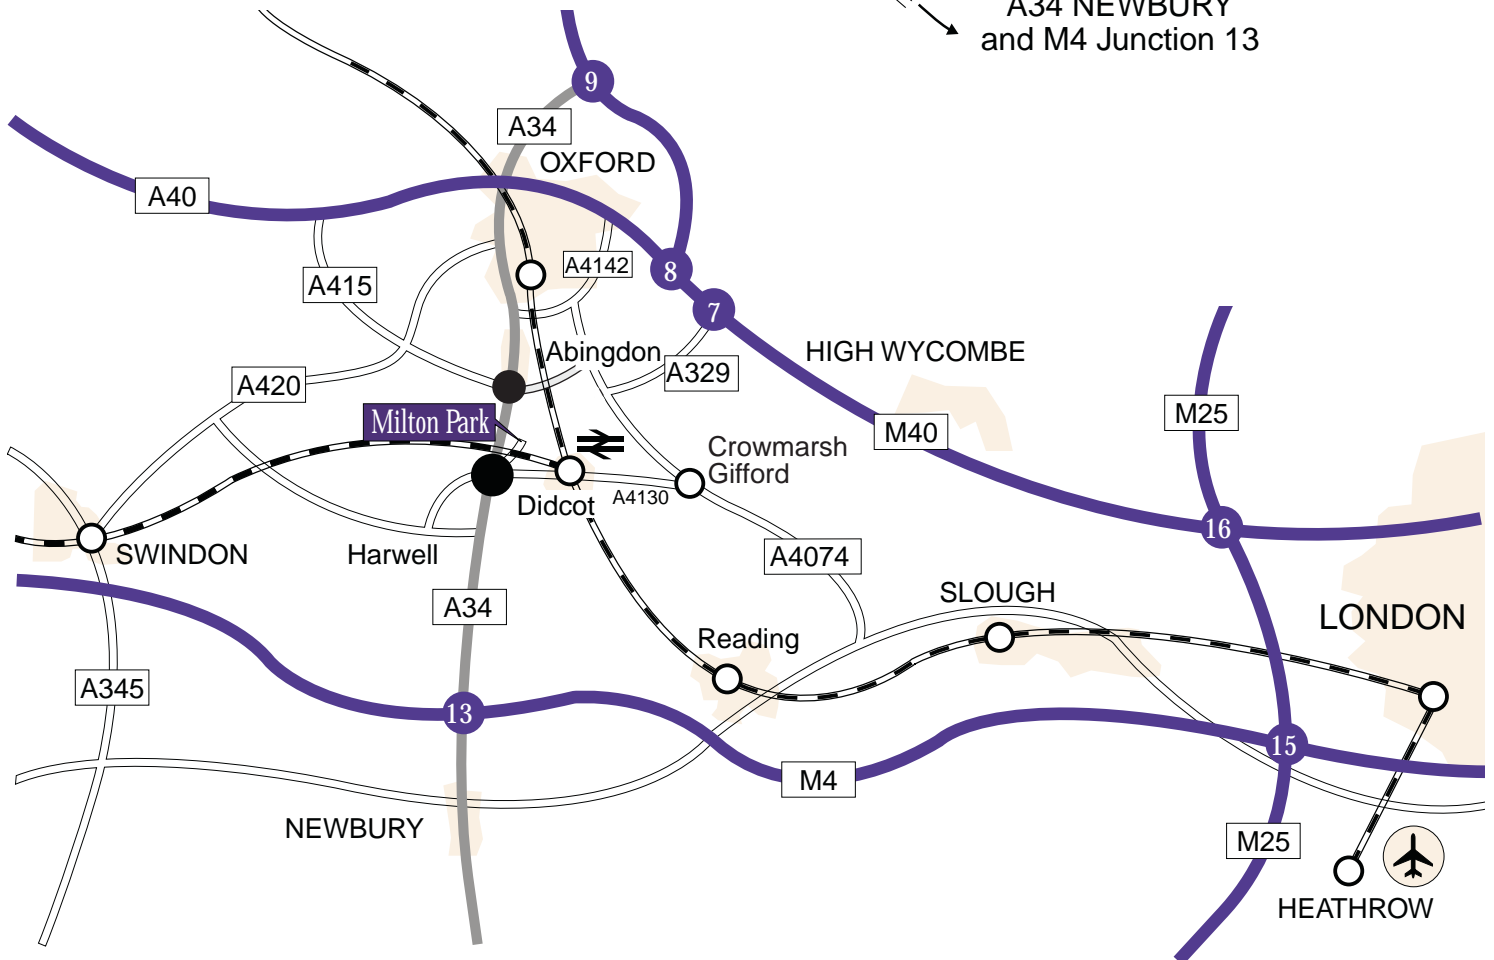 A34 NEWBURY
and M4 Junction 13
9
A34
OXFORD
A40
A4142
8
A415
7
HIGH WYCOMBE
Abingdon
A329
A420
M25
Milton Park
M40
Crowmarsh
Gifford
A4130
Didcot
16
SWINDON
Harwell
A4074
SLOUGH
A34
LONDON
Reading
A345
13
15
M4
NEWBURY
M25
HEATHROW